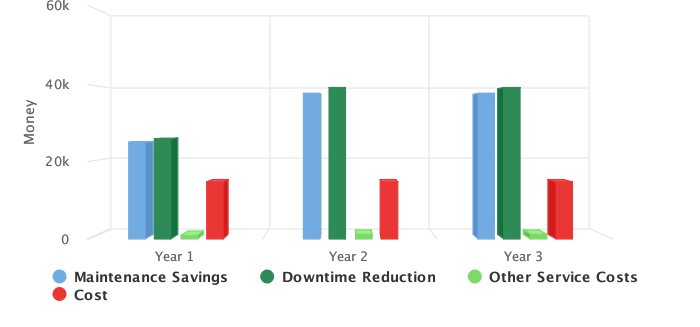 60k
40k
20k
0
Money
Year 1 Year 2 Year 3
Maintenance Savings Downtime Reduction Other Service Costs
Cost